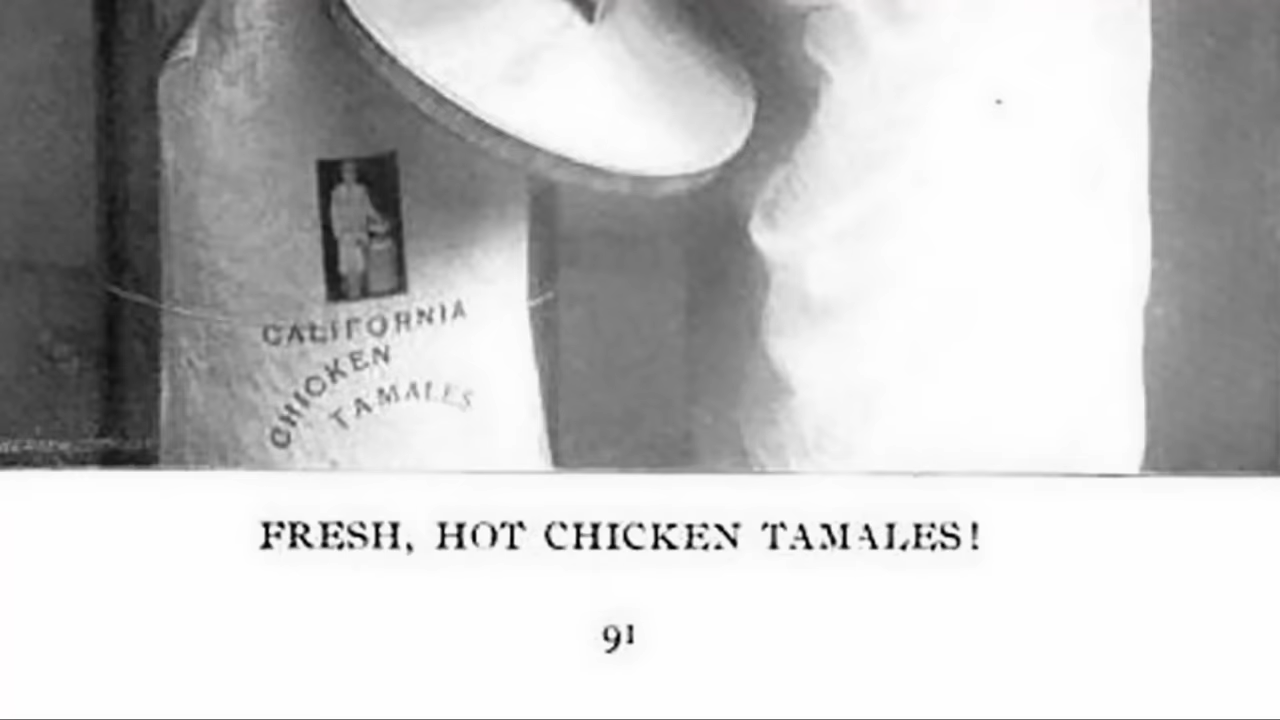 CALIFORNIA
CHICKEN
TAMALES
FRESH, HOT CHICKEN TAMALES!
91